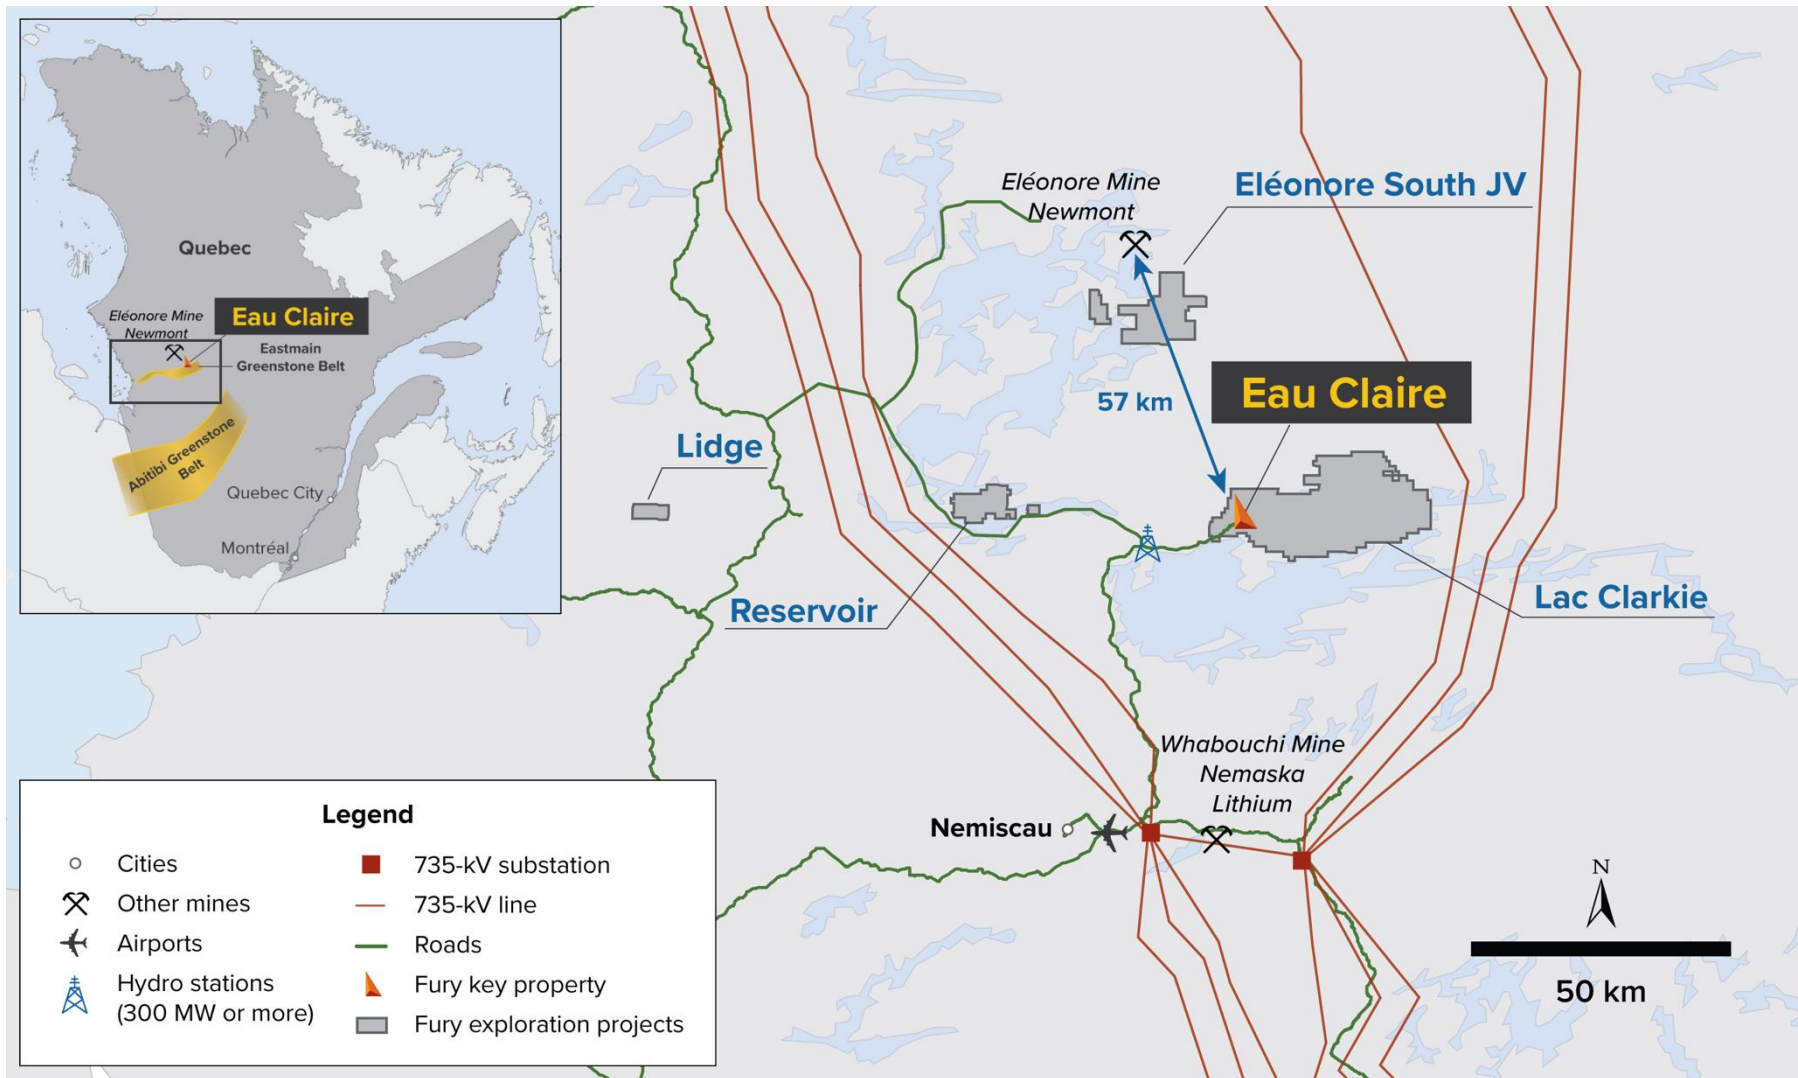 Quebec
Eléonore Mine
Newmont
Eau Claire
Eastmain
Greenstone Belt
Abitibi Greenstone
Belt
Quebec City
Montréal
Eléonore Mine
Newmont
Eléonore South JV
57 km
Eau Claire
Lidge
Reservoir
Lac Clarkie
Whabouchi Mine
Nemaska
Lithium
Nemiscau
Legend
Cities
Other mines
Airports
Hydro stations
(300 MW or more)
735-kV substation
735-kV line
Roads
Fury key property
Fury exploration projects
N
50 km